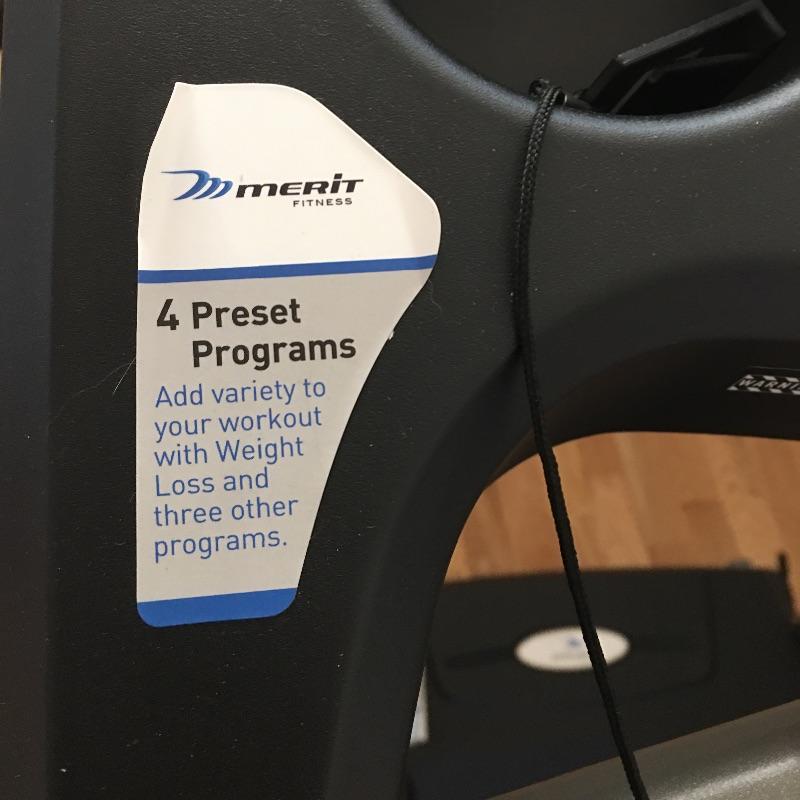 merit
FITNESS
4 Preset
Programs
Add variety to
your workout
with Weight
Loss and
three other
programs.